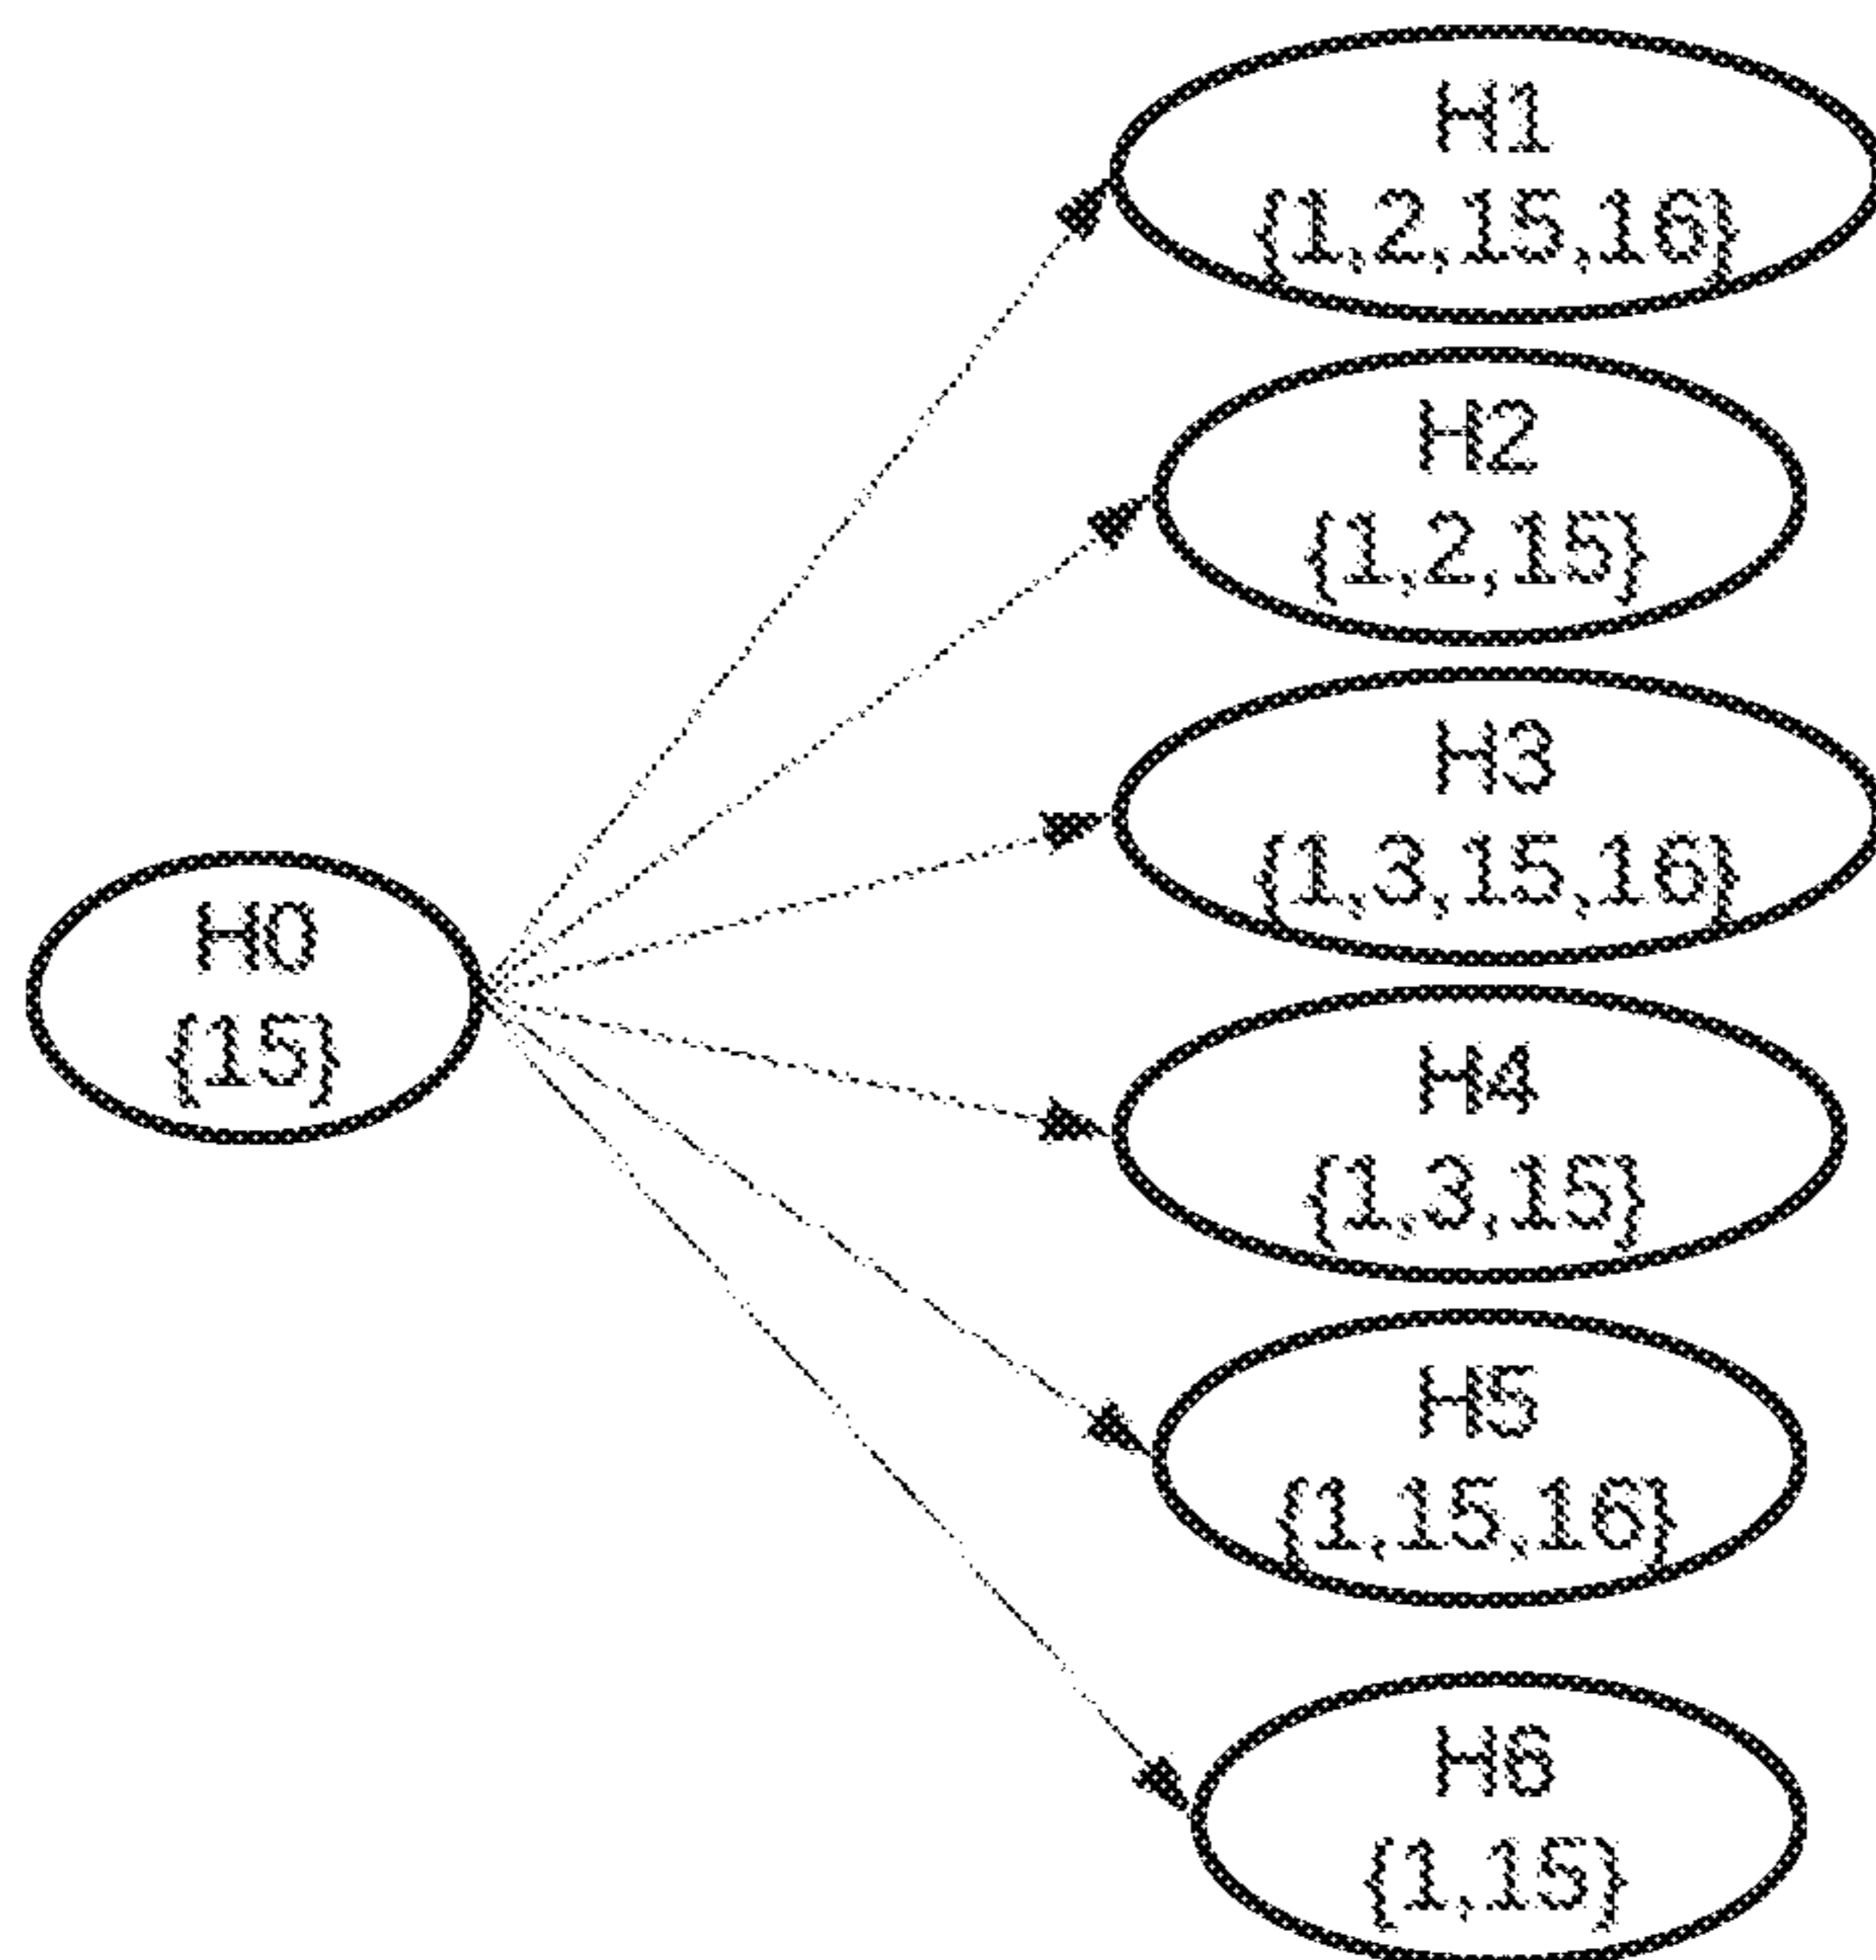 H1
{1,2,15,16}
H2
{1,2,15}
H3
{1,3,15,16}
H0
{15}
H4
{1,3,15}
H5
{1,15,16}
H6
{1,15}